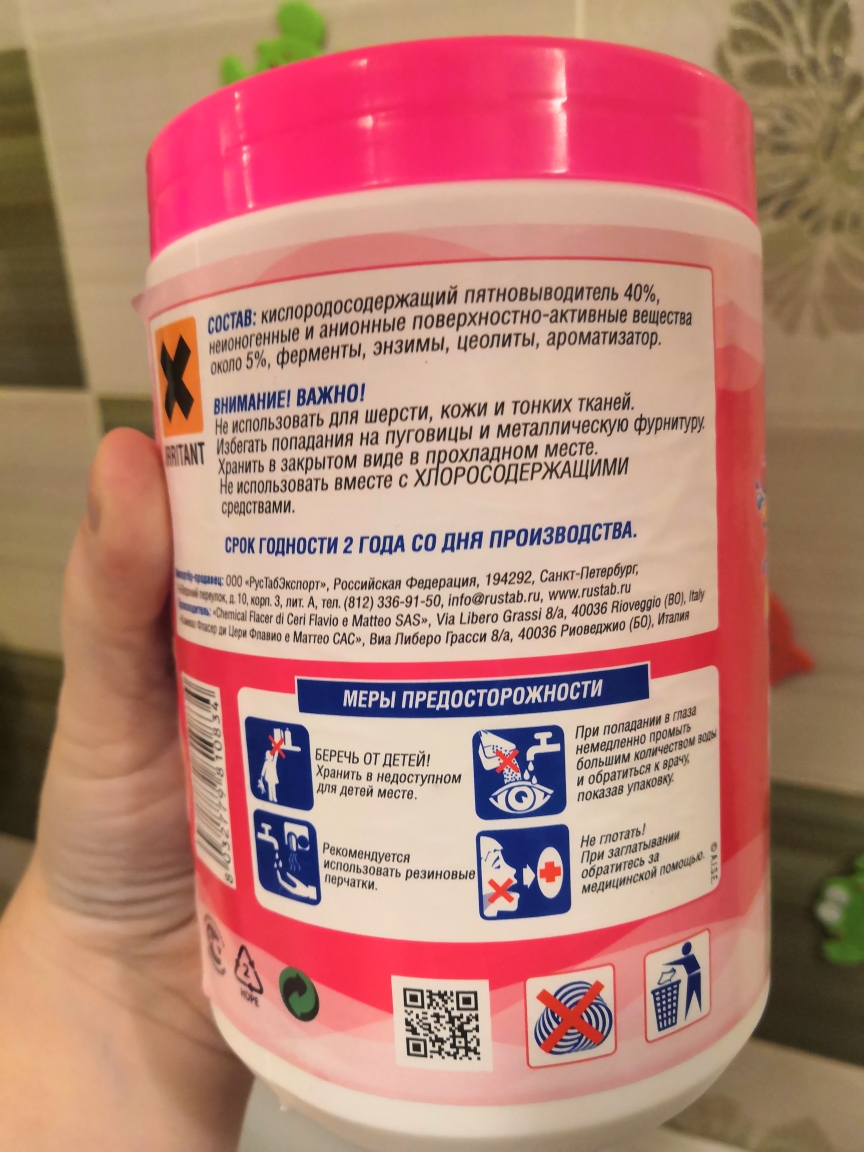 СОСТАВ: кислородосодержащий пятновыводитель 40%,
неионогенные и анионные поверхностно-активные вещества
около 5%, ферменты, энзимы, цеолиты, ароматизатор.
IRRITANT
ВНИМАНИЕ! ВАЖНО!
Не использовать для шерсти, кожи и тонких тканей.
Избегать попадания на пуговицы и металлическую фурнитуру.
Хранить в закрытом виде в прохладном месте.
Не использовать вместе с ХЛОРОСОДЕРЖАЩИМИ
средствами.
СРОК ГОДНОСТИ 2 ГОДА СО ДНЯ ПРОИЗВОДСТВА.
ООО «РусТабЭкспорт», Российская Федерация, 194292, Санкт-Петербург,
переулок, д. 10, корп. 3, лит. А, тел. (812) 336-91-50, info@rustab.ru, www.rustab.ru
«Chemical Flacer di Ceri Flavio e Matteo SAS», Via Libero Grassi 8/a, 40036 Rioveggio (BO), Italy
Фласер ди Цери Флавио е Маттео САС», Виа Либеро Грасси 8/а, 40036 Риоведжио (БО), Италия
МЕРЫ ПРЕДОСТОРОЖНОСТИ
БЕРЕЧЬ ОТ ДЕТЕЙ!
Хранить в недоступном
для детей месте.
При попадании в глаза
немедленно промыть
большим количеством воды
и обратиться к врачу,
показав упаковку.
Рекомендуется
использовать резиновые
перчатки.
Не глотать!
При заглатывании
обратитесь за
медицинской помощью.
© A.I.S.E.
8 032779 810834
2
HDPE